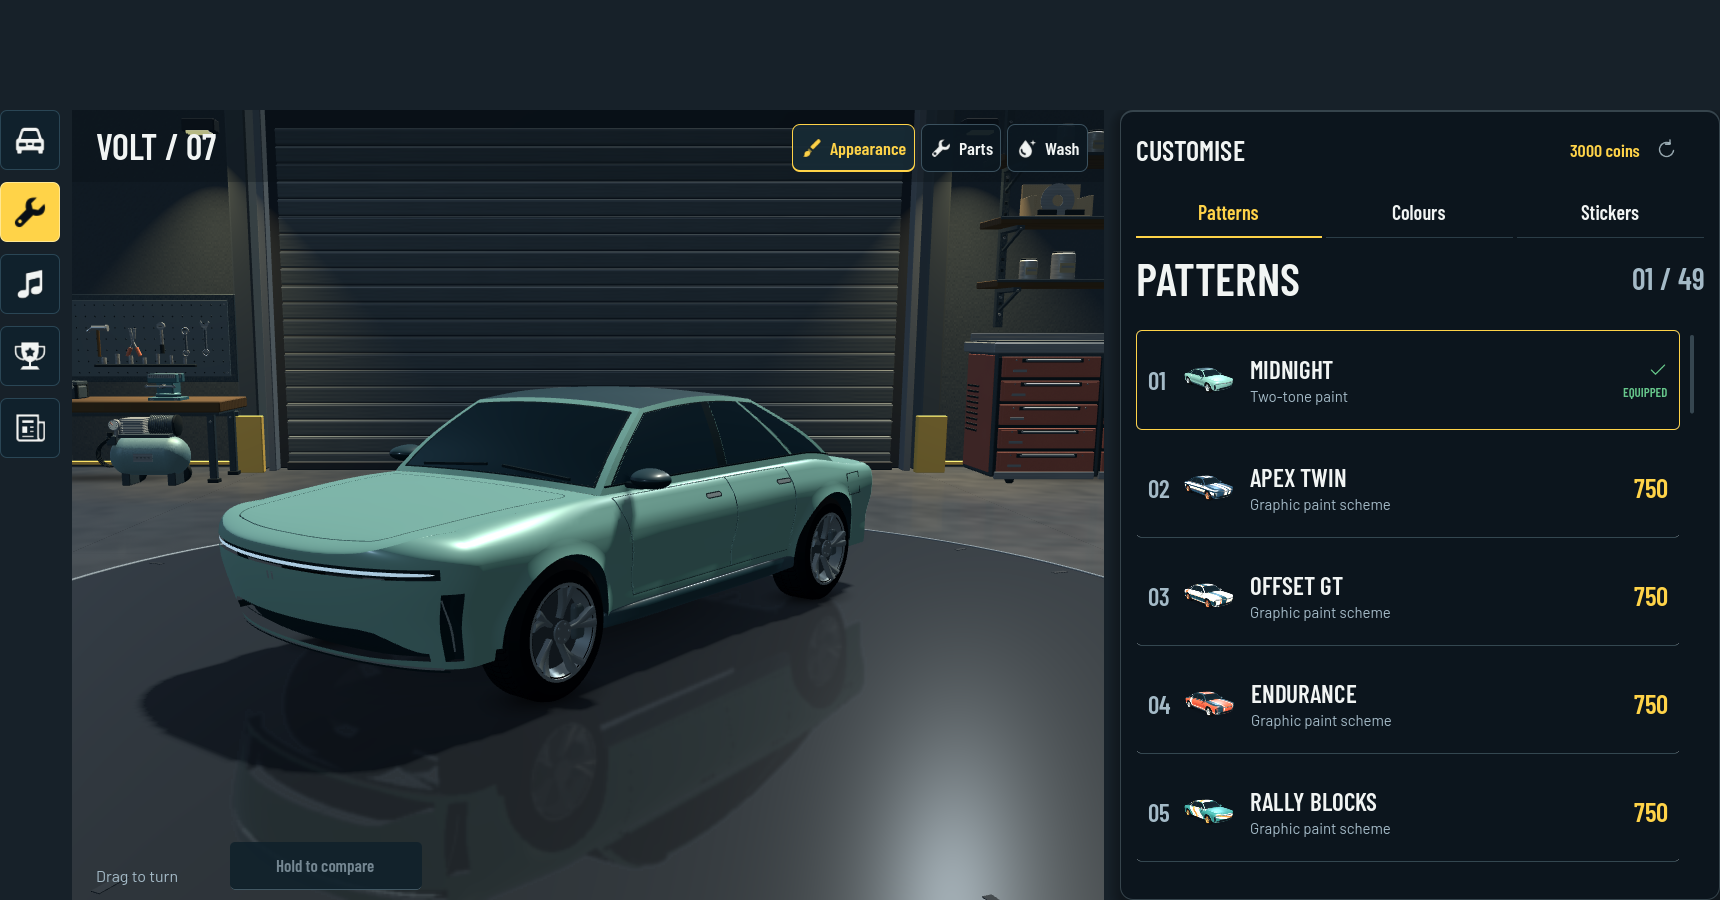 VOLT / 07
Appearance
Parts
Wash
Drag to turn
Hold to compare
CUSTOMISE
3000 coins
Patterns
Colours
Stickers
PATTERNS
01 / 49
01
MIDNIGHT
Two-tone paint
EQUIPPED
02
APEX TWIN
Graphic paint scheme
750
03
OFFSET GT
Graphic paint scheme
750
04
ENDURANCE
Graphic paint scheme
750
05
RALLY BLOCKS
Graphic paint scheme
750